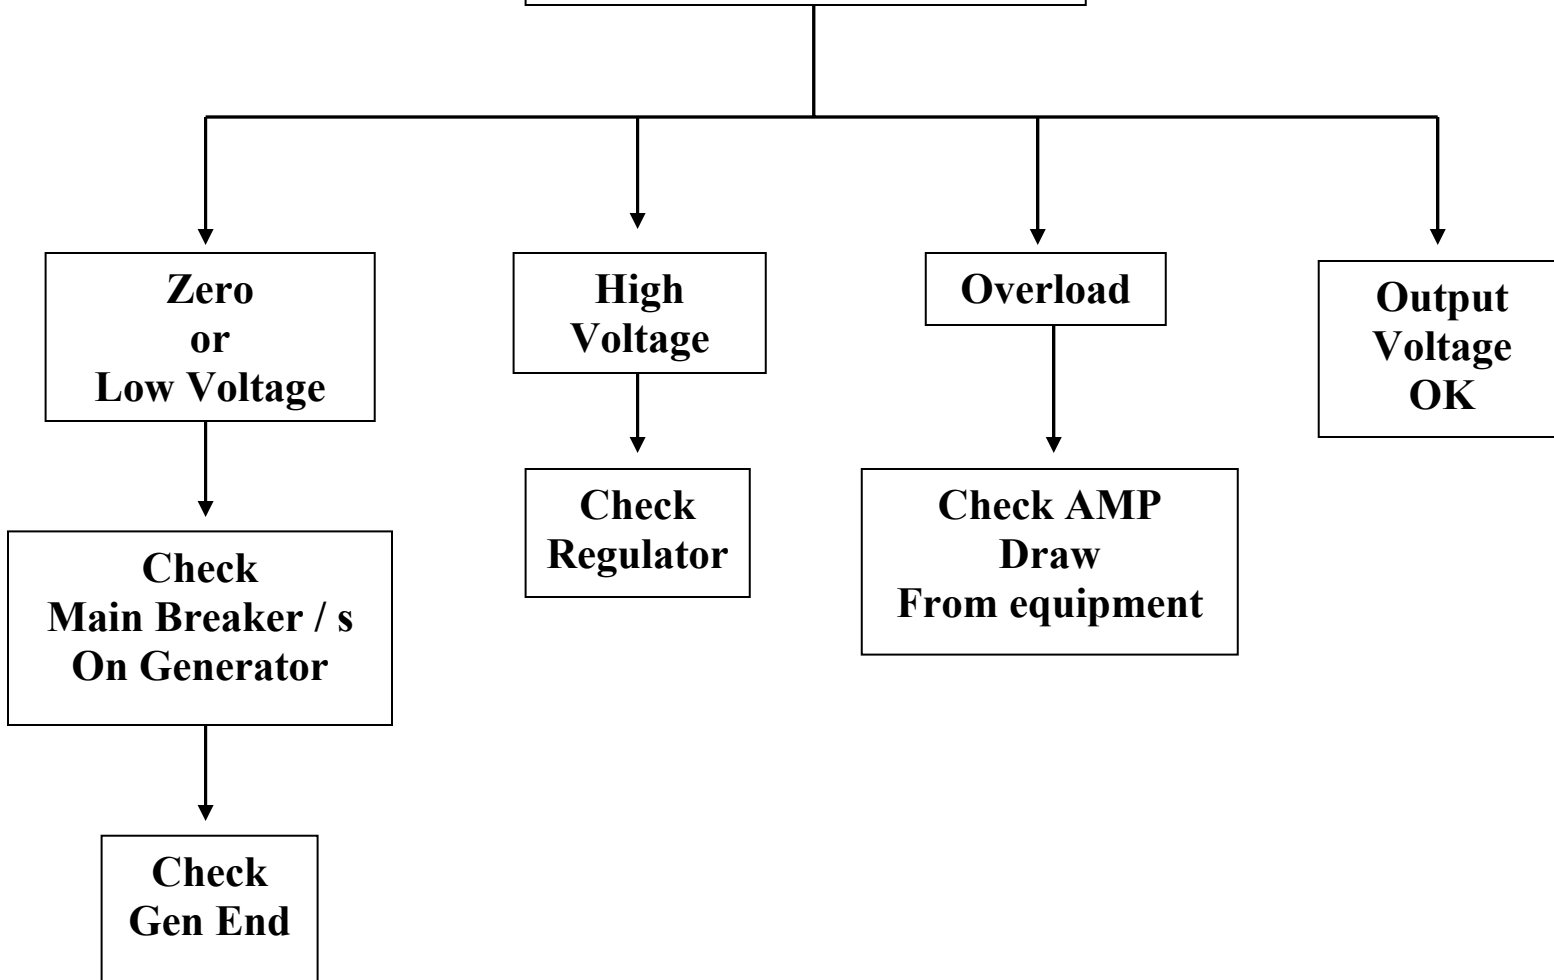 Zero
or
Low Voltage
High
Voltage
Overload
Output
Voltage
OK
Check
Regulator
Check AMP
Draw
From equipment
Check
Main Breaker / s
On Generator
Check
Gen End